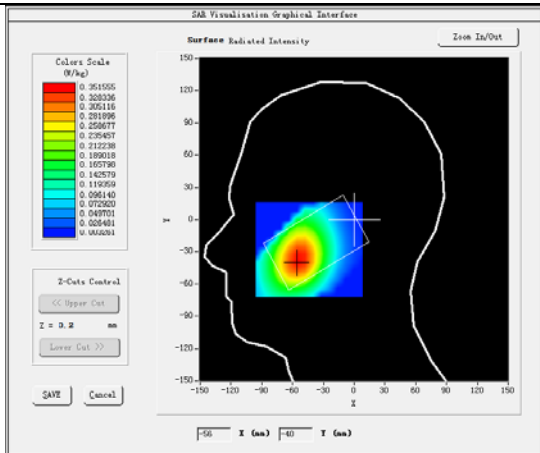 SAR Visualisation Graphical Interface
Surface Radiated Intensity
Zoom In/Out
Colors Scale
(W/kg)
0.351555
0.328336
0.305116
0.281896
0.258677
0.235457
0.212238
0.189018
0.165798
0.142579
0.119359
0.096140
0.072920
0.049701
0.026481
0.003261
Z-Cuts Control
<< Upper Cut
Z = 0.2 mm
Lower Cut >>
SAVE Cancel
150
120
90
60
30
0
-30
-60
-90
-120
-150
Y
-150 -120 -90 -60 -30 0 30 60 90 120 150
X
-56 X (mm) -40 Y (mm)